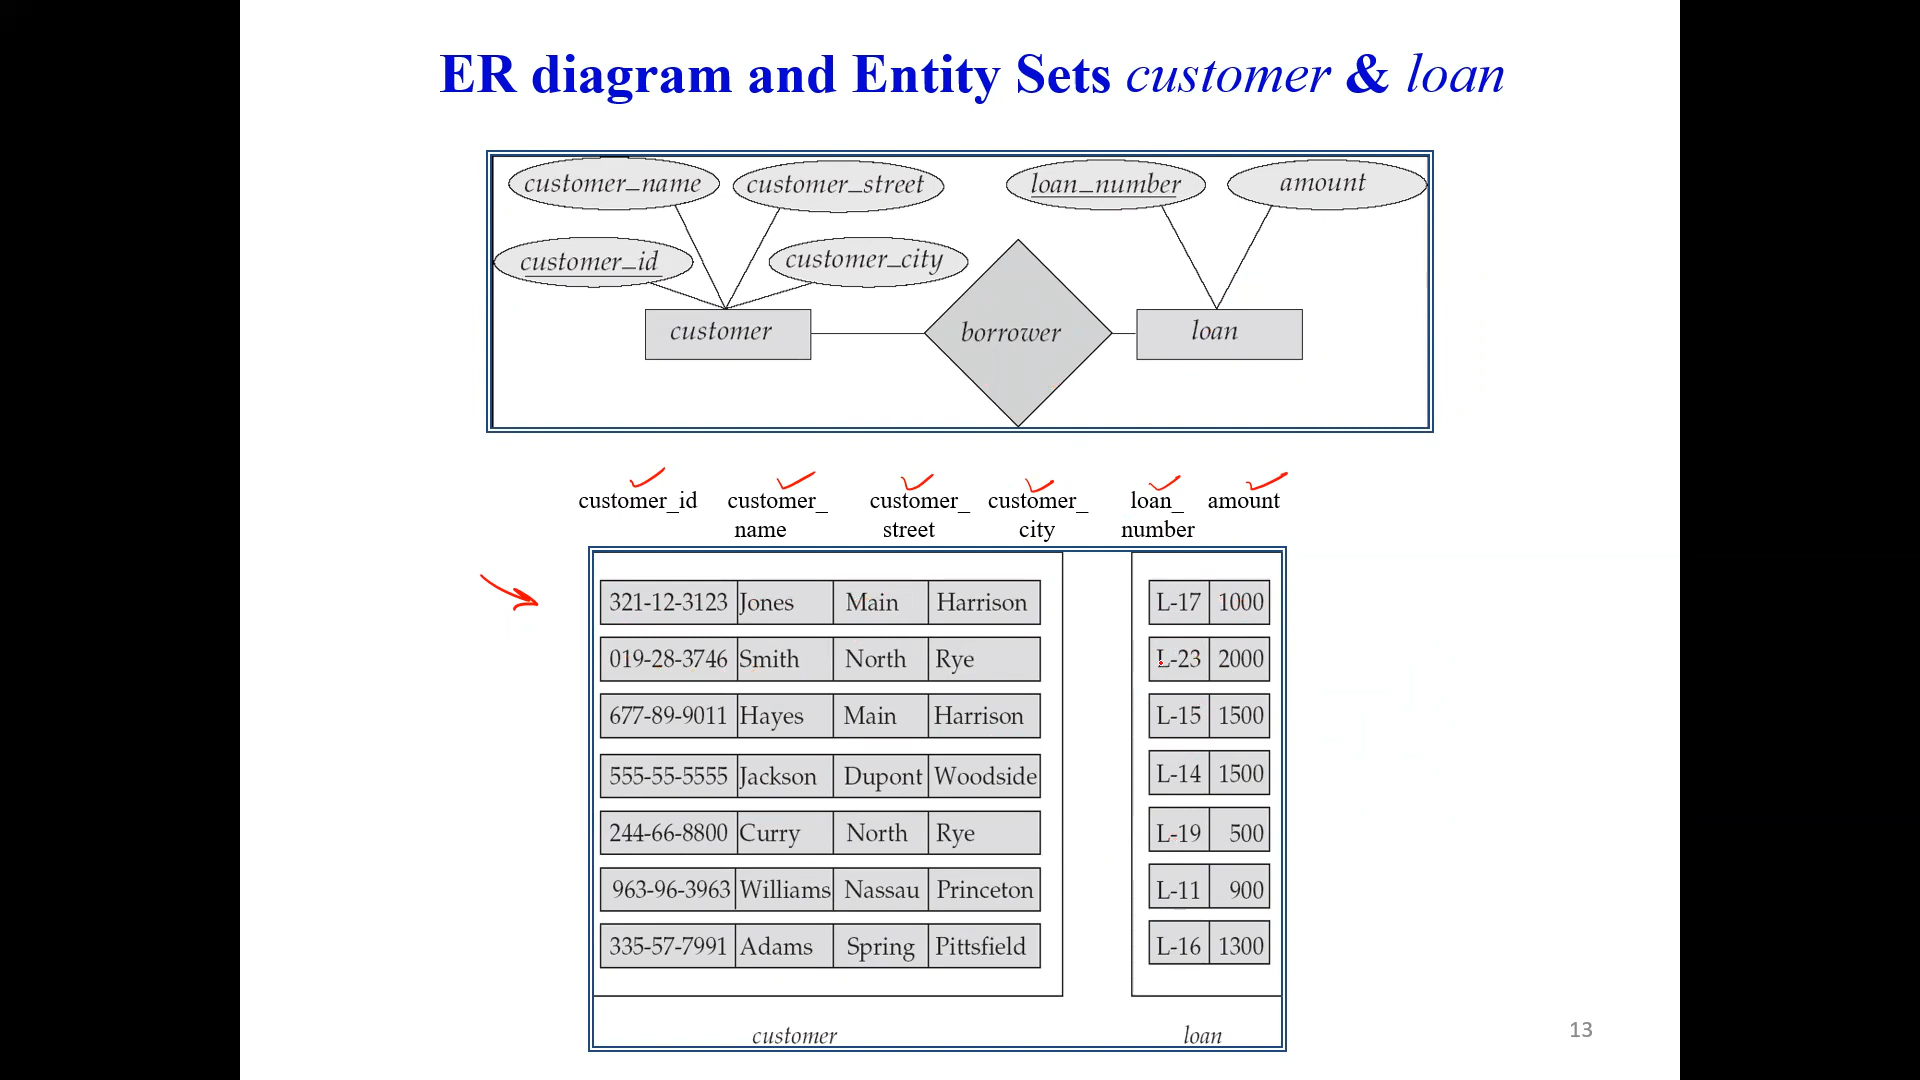 ER diagram and Entity Sets customer & loan
customer_name customer_street loan_number amount
customer_id customer_city
customer borrower loan
customer_id customer_ customer_ customer_ loan_ amount
name street city number
321-12-3123 Jones Main Harrison L-17 1000
019-28-3746 Smith North Rye L-23 2000
677-89-9011 Hayes Main Harrison L-15 1500
555-55-5555 Jackson Dupont Woodside L-14 1500
244-66-8800 Curry North Rye L-19 500
963-96-3963 Williams Nassau Princeton L-11 900
335-57-7991 Adams Spring Pittsfield L-16 1300
customer loan
13